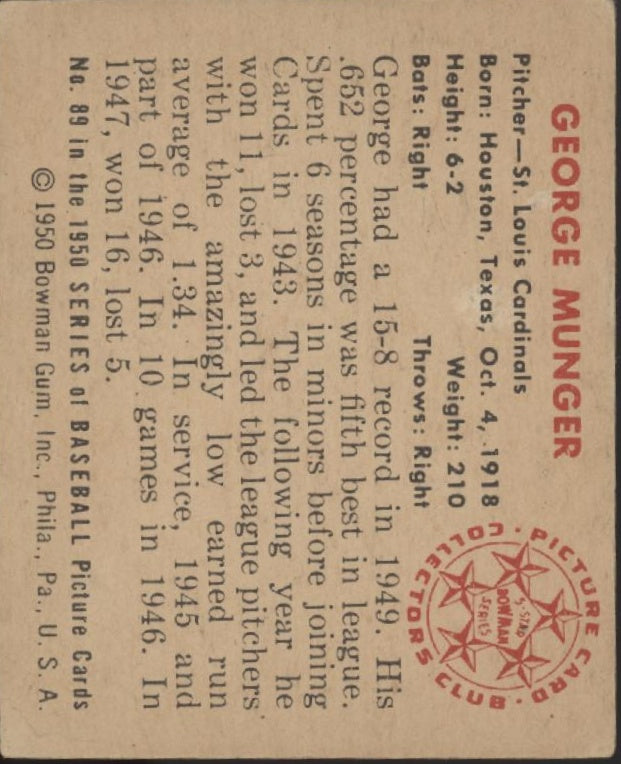 GEORGE MUNGER
Pitcher—St. Louis Cardinals
Born: Houston, Texas, Oct. 4, 1918
Height: 6-2 Weight: 210
Bats: Right Throws: Right
PICTURE CARD COLLECTORS CLUB
5-STAR
BOWMAN
SERIES
George had a 15-8 record in 1949. His
.652 percentage was fifth best in league.
Spent 6 seasons in minors before joining
Cards in 1943. The following year he
won 11, lost 3, and led the league pitchers
with the amazingly low earned run
average of 1.34. In service, 1945 and
part of 1946. In 10 games in 1946. In
1947, won 16, lost 5.
No. 89 in the 1950 SERIES of BASEBALL Picture Cards
© 1950 Bowman Gum, Inc., Phila., Pa., U. S. A.